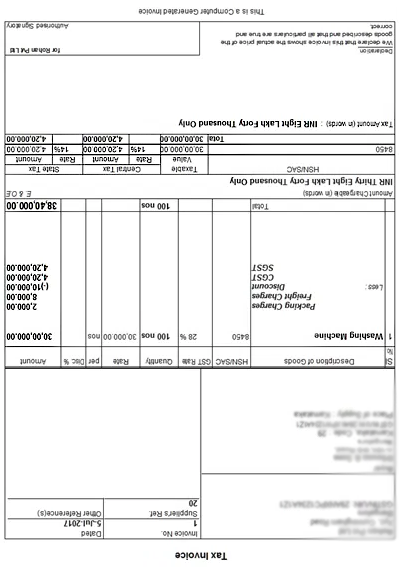 Tax Invoice
Invoice No. Dated
1 5-Jul-2017
Supplier's Ref. Other Reference(s)
20
Place of Supply : Karnataka
Sl No Description of Goods HSN/SAC GST Rate Quantity Rate per Disc. % Amount
1 Washing Machine 8450 28 % 100 nos 30,000.00 nos 30,00,000.00
Packing Charges 2,000.00
Freight Charges 8,000.00
Less : Discount (-)10,000.00
CGST 4,20,000.00
SGST 4,20,000.00
Total 100 nos 38,40,000.00
Amount Chargeable (in words) E & O E
INR Thirty Eighty Lakh Forty Thousand Only
HSN/SAC Taxable Value Central Tax State Tax
Rate Amount Rate Amount
8450 30,00,000.00 14% 4,20,000.00 14% 4,20,000.00
Total 30,00,000.00 4,20,000.00 4,20,000.00
Tax Amount (in words) : INR Eight Lakh Forty Thousand Only
Declaration
We declare that this invoice shows the actual price of the
goods described and that all particulars are true and
correct.
for Rohan Pvt Ltd
Authorised Signatory
This is a Computer Generated Invoice